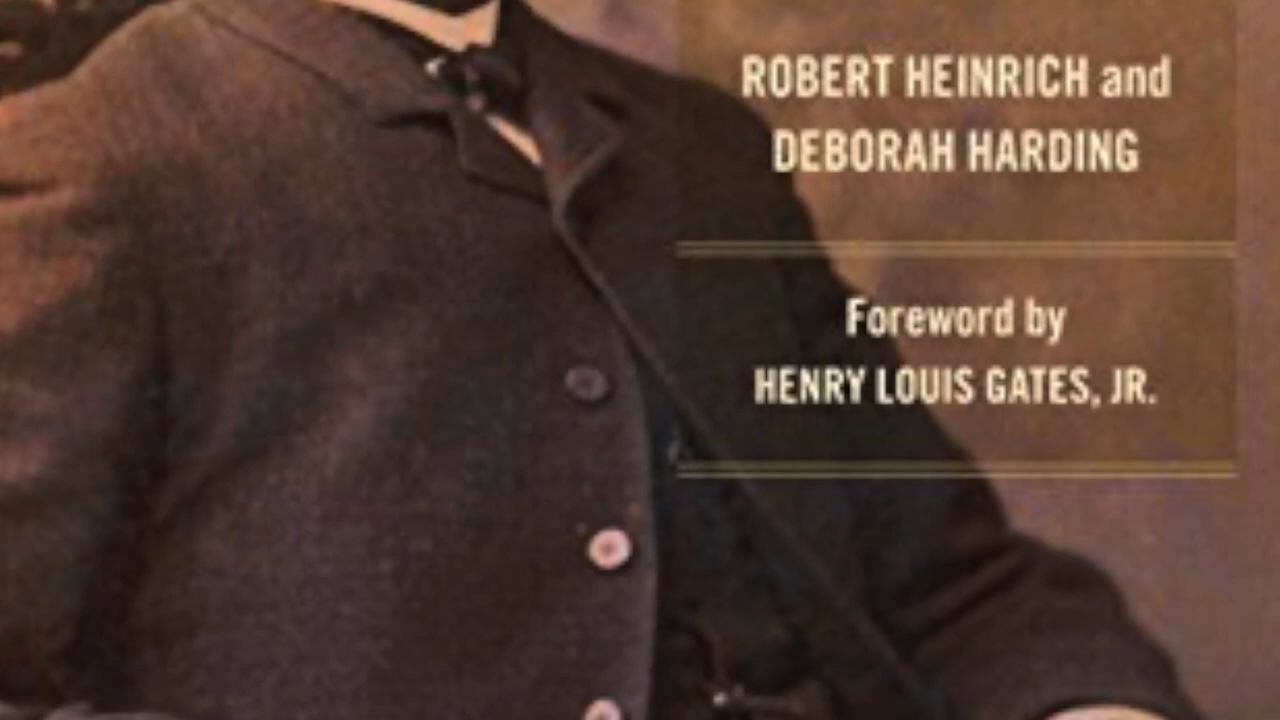 ROBERT HEINRICH and
DEBORAH HARDING
Foreword by
HENRY LOUIS GATES, JR.